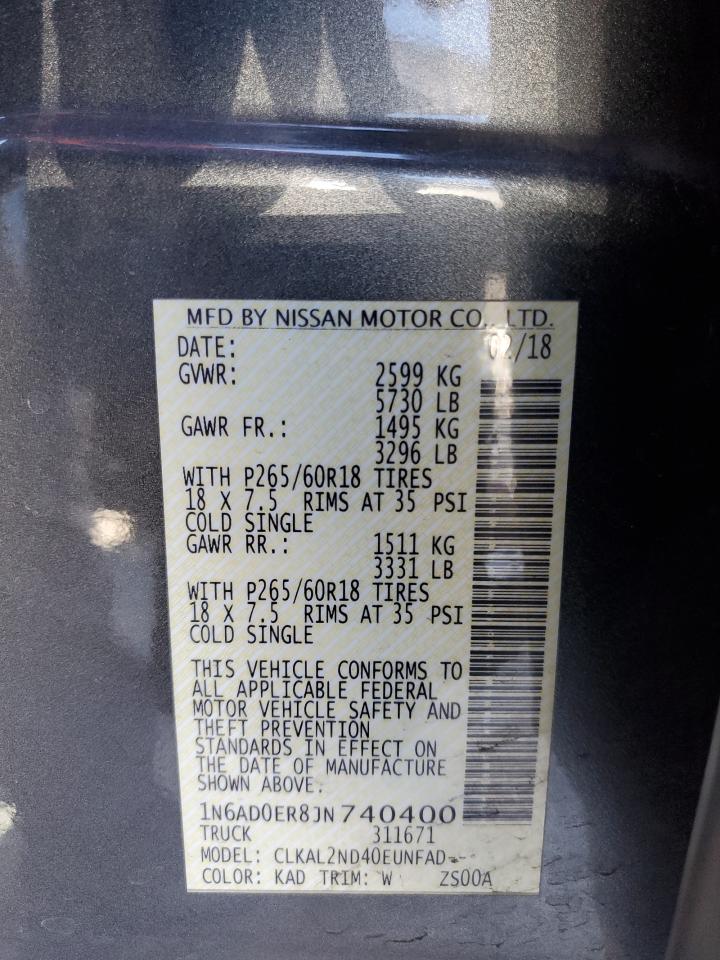 MFD BY NISSAN MOTOR CO., LTD.
DATE: 02/18
GVWR: 2599 KG
5730 LB
GAWR FR.: 1495 KG
3296 LB
WITH P265/60R18 TIRES
18 X 7.5 RIMS AT 35 PSI
COLD SINGLE
GAWR RR.: 1511 KG
3331 LB
WITH P265/60R18 TIRES
18 X 7.5 RIMS AT 35 PSI
COLD SINGLE
THIS VEHICLE CONFORMS TO
ALL APPLICABLE FEDERAL
MOTOR VEHICLE SAFETY AND
THEFT PREVENTION
STANDARDS IN EFFECT ON
THE DATE OF MANUFACTURE
SHOWN ABOVE.
1N6AD0ER8JN740400
TRUCK 311671
MODEL: CLKAL2ND40EUNFAD---
COLOR: KAD TRIM: W ZS00A